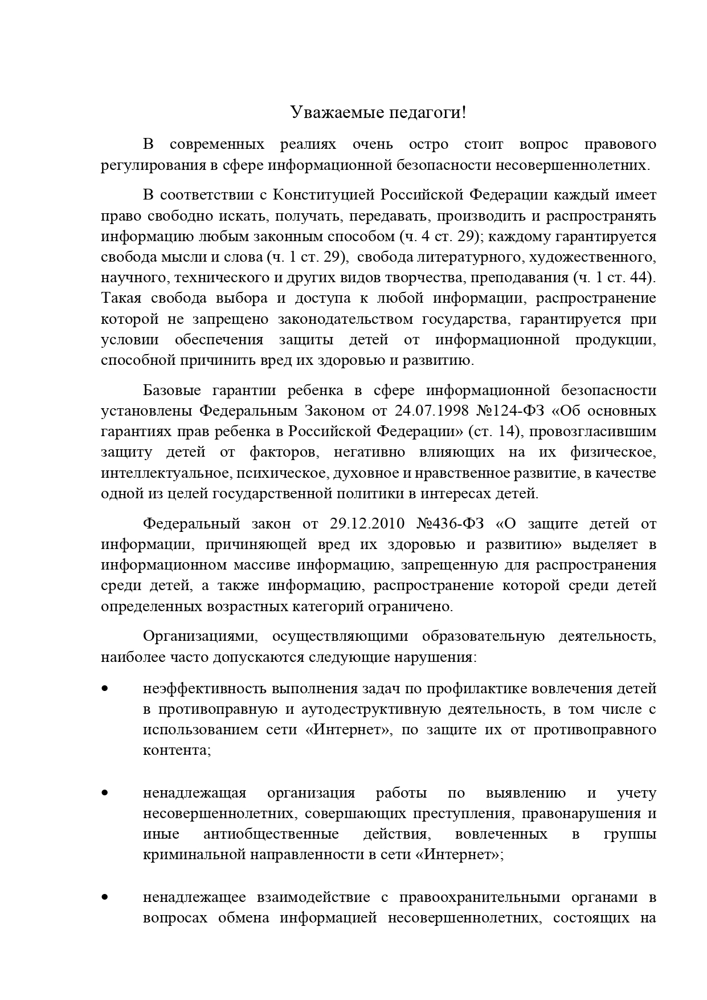 Уважаемые педагоги!
В современных реалиях очень остро стоит вопрос правового
регулирования в сфере информационной безопасности несовершеннолетних.
В соответствии с Конституцией Российской Федерации каждый имеет
право свободно искать, получать, передавать, производить и распространять
информацию любым законным способом (ч. 4 ст. 29); каждому гарантируется
свобода мысли и слова (ч. 1 ст. 29), свобода литературного, художественного,
научного, технического и других видов творчества, преподавания (ч. 1 ст. 44).
Такая свобода выбора и доступа к любой информации, распространение
которой не запрещено законодательством государства, гарантируется при
условии обеспечения защиты детей от информационной продукции,
способной причинить вред их здоровью и развитию.
Базовые гарантии ребенка в сфере информационной безопасности
установлены Федеральным Законом от 24.07.1998 №124-ФЗ «Об основных
гарантиях прав ребенка в Российской Федерации» (ст. 14), провозгласившим
защиту детей от факторов, негативно влияющих на их физическое,
интеллектуальное, психическое, духовное и нравственное развитие, в качестве
одной из целей государственной политики в интересах детей.
Федеральный закон от 29.12.2010 №436-ФЗ «О защите детей от
информации, причиняющей вред их здоровью и развитию» выделяет в
информационном массиве информацию, запрещенную для распространения
среди детей, а также информацию, распространение которой среди детей
определенных возрастных категорий ограничено.
Организациями, осуществляющими образовательную деятельность,
наиболее часто допускаются следующие нарушения:
• неэффективность выполнения задач по профилактике вовлечения детей
в противоправную и аутодеструктивную деятельность, в том числе с
использованием сети «Интернет», по защите их от противоправного
контента;
• ненадлежащая организация работы по выявлению и учету
несовершеннолетних, совершающих преступления, правонарушения и
иные антиобщественные действия, вовлеченных в группы
криминальной направленности в сети «Интернет»;
• ненадлежащее взаимодействие с правоохранительными органами в
вопросах обмена информацией несовершеннолетних, состоящих на